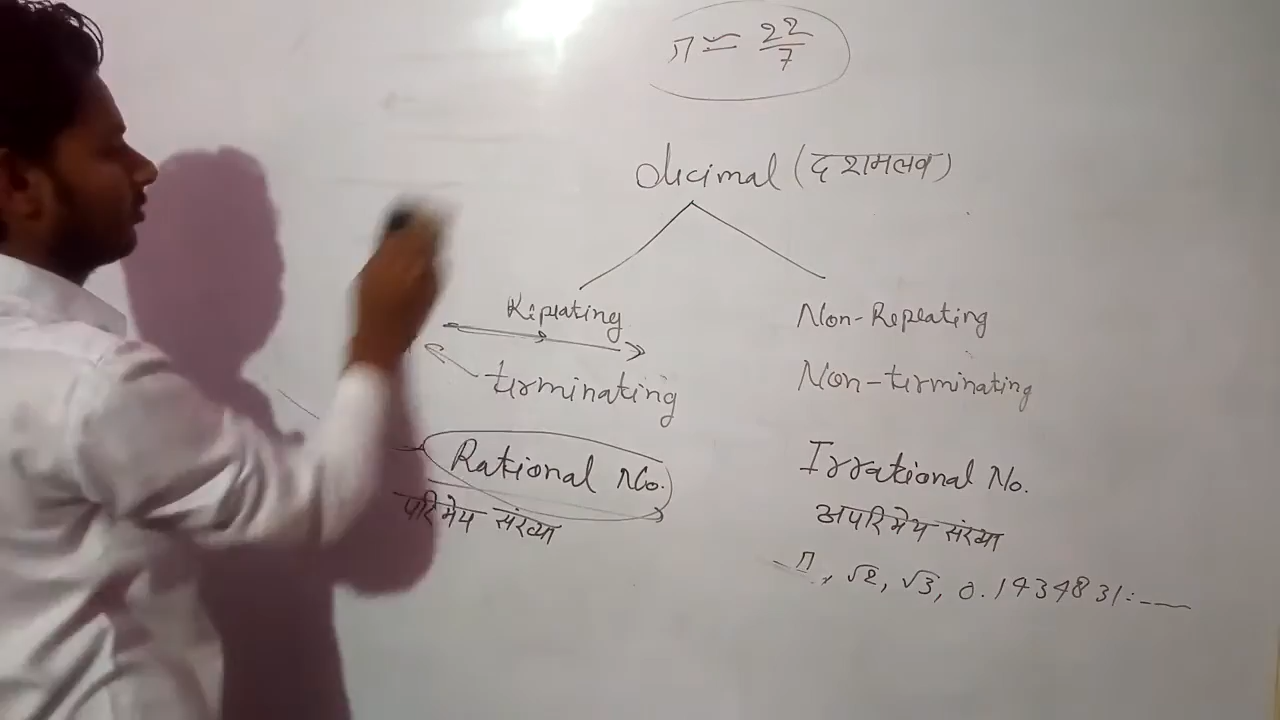 π ≃ 22/7
decimal (दशमलव)
Repeating
Non-Repeating
terminating
Non-terminating
Rational No.
Irrational No.
परिमेय संख्या
अपरिमेय संख्या
π, √2, √3, 0.1434831---